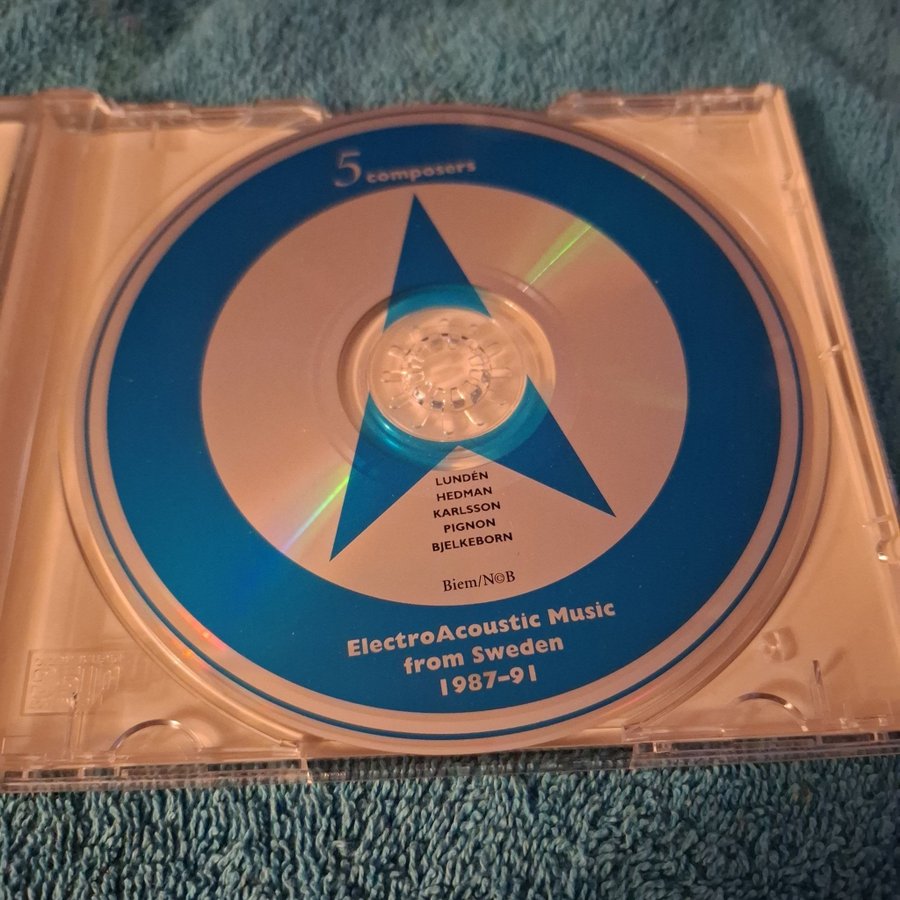 5 composers
LUNDÉN
HEDMAN
KARLSSON
PIGNON
BJELKEBORN
Biem/N©B
ElectroAcoustic Music
from Sweden
1987–91